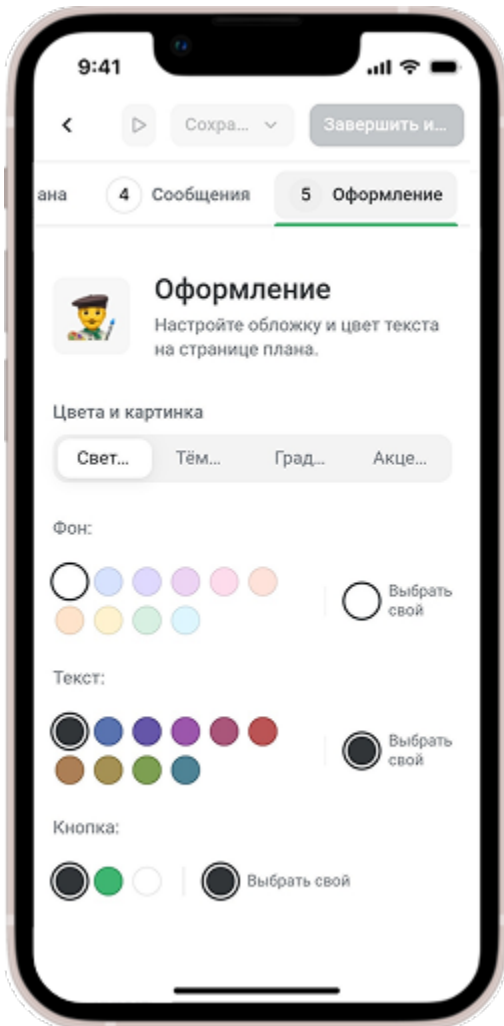 9:41
Сохра... Завершить и...
ана 4 Сообщения 5 Оформление
Оформление
Настройте обложку и цвет текста
на странице плана.
Цвета и картинка
Свет... Тём... Град... Акце...
Фон:
Выбрать
свой
Текст:
Выбрать
свой
Кнопка:
Выбрать свой